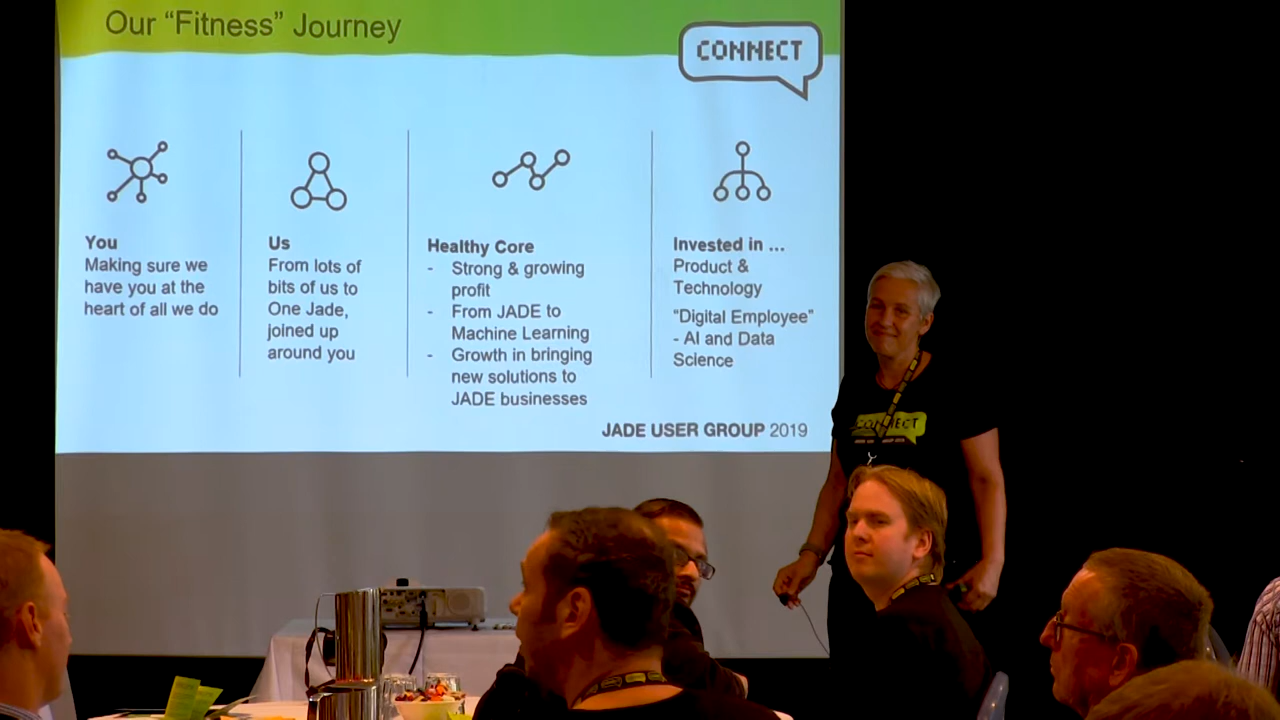 Our “Fitness” Journey
CONNECT
You
Making sure we
have you at the
heart of all we do
Us
From lots of
bits of us to
One Jade,
joined up
around you
Healthy Core
- Strong & growing
profit
- From JADE to
Machine Learning
- Growth in bringing
new solutions to
JADE businesses
Invested in ...
Product &
Technology
“Digital Employee”
- AI and Data
Science
JADE USER GROUP 2019
CONNECT